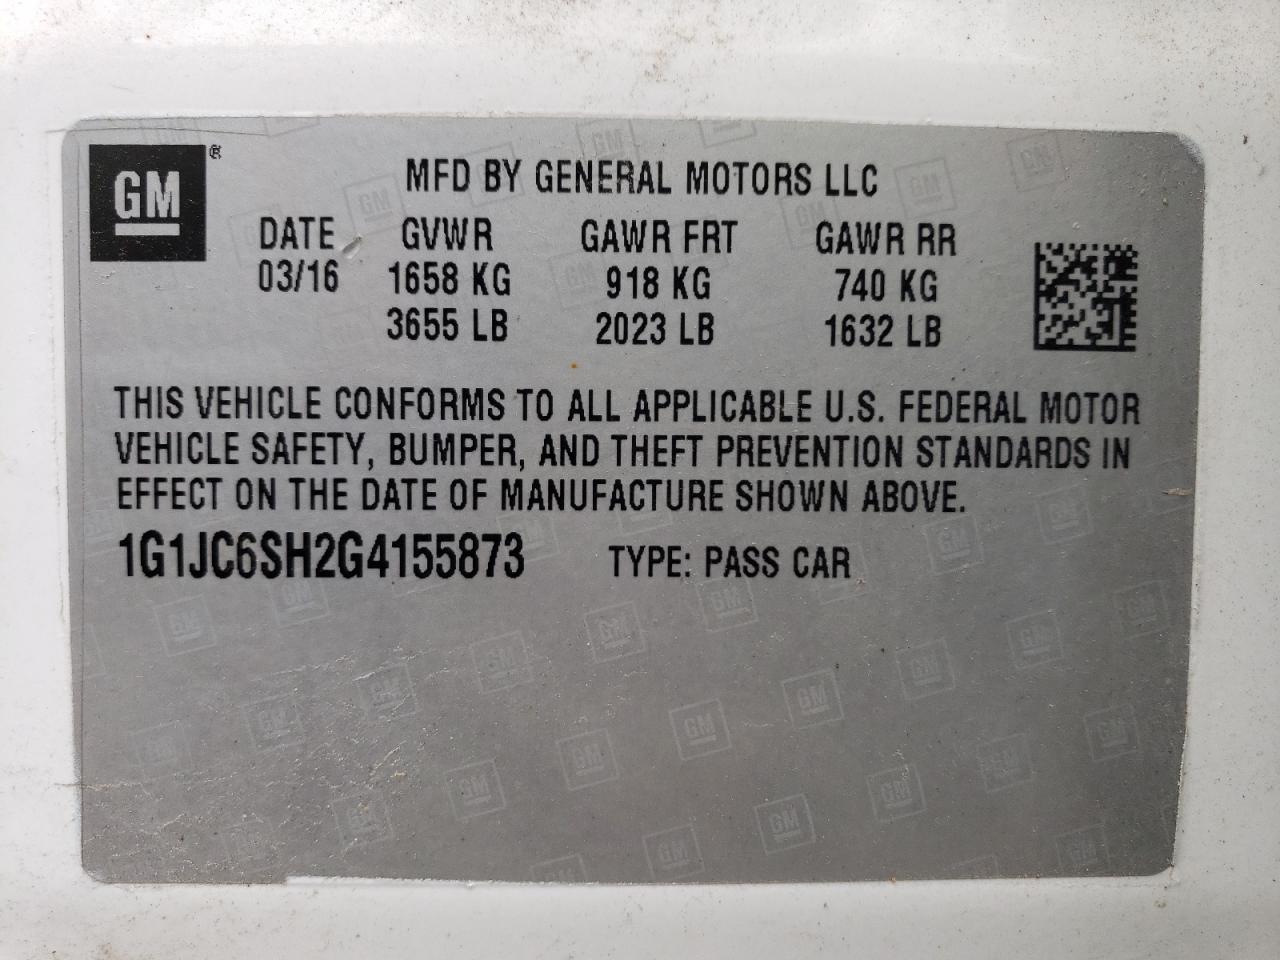 GM ®
MFD BY GENERAL MOTORS LLC
DATE GVWR GAWR FRT GAWR RR
03/16 1658 KG 918 KG 740 KG
3655 LB 2023 LB 1632 LB
THIS VEHICLE CONFORMS TO ALL APPLICABLE U.S. FEDERAL MOTOR
VEHICLE SAFETY, BUMPER, AND THEFT PREVENTION STANDARDS IN
EFFECT ON THE DATE OF MANUFACTURE SHOWN ABOVE.
1G1JC6SH2G4155873 TYPE: PASS CAR